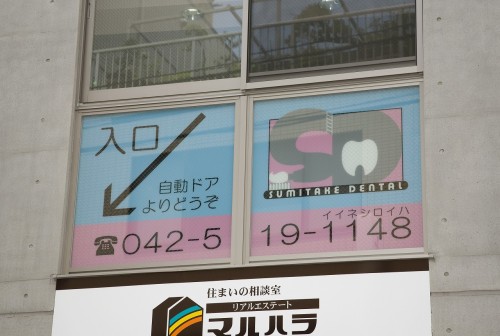 入口
自動ドア
よりどうぞ
SD
SUMITAKE DENTAL
イイネシロイハ
☎042-519-1148
住まいの相談室
リアルエステート
マルハラ